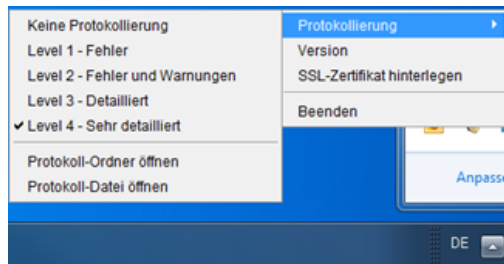 Keine Protokollierung
Level 1 - Fehler
Level 2 - Fehler und Warnungen
Level 3 - Detailliert
Level 4 - Sehr detailliert
Protokoll-Ordner öffnen
Protokoll-Datei öffnen
Protokollierung
Version
SSL-Zertifikat hinterlegen
Beenden
Anpasse
DE